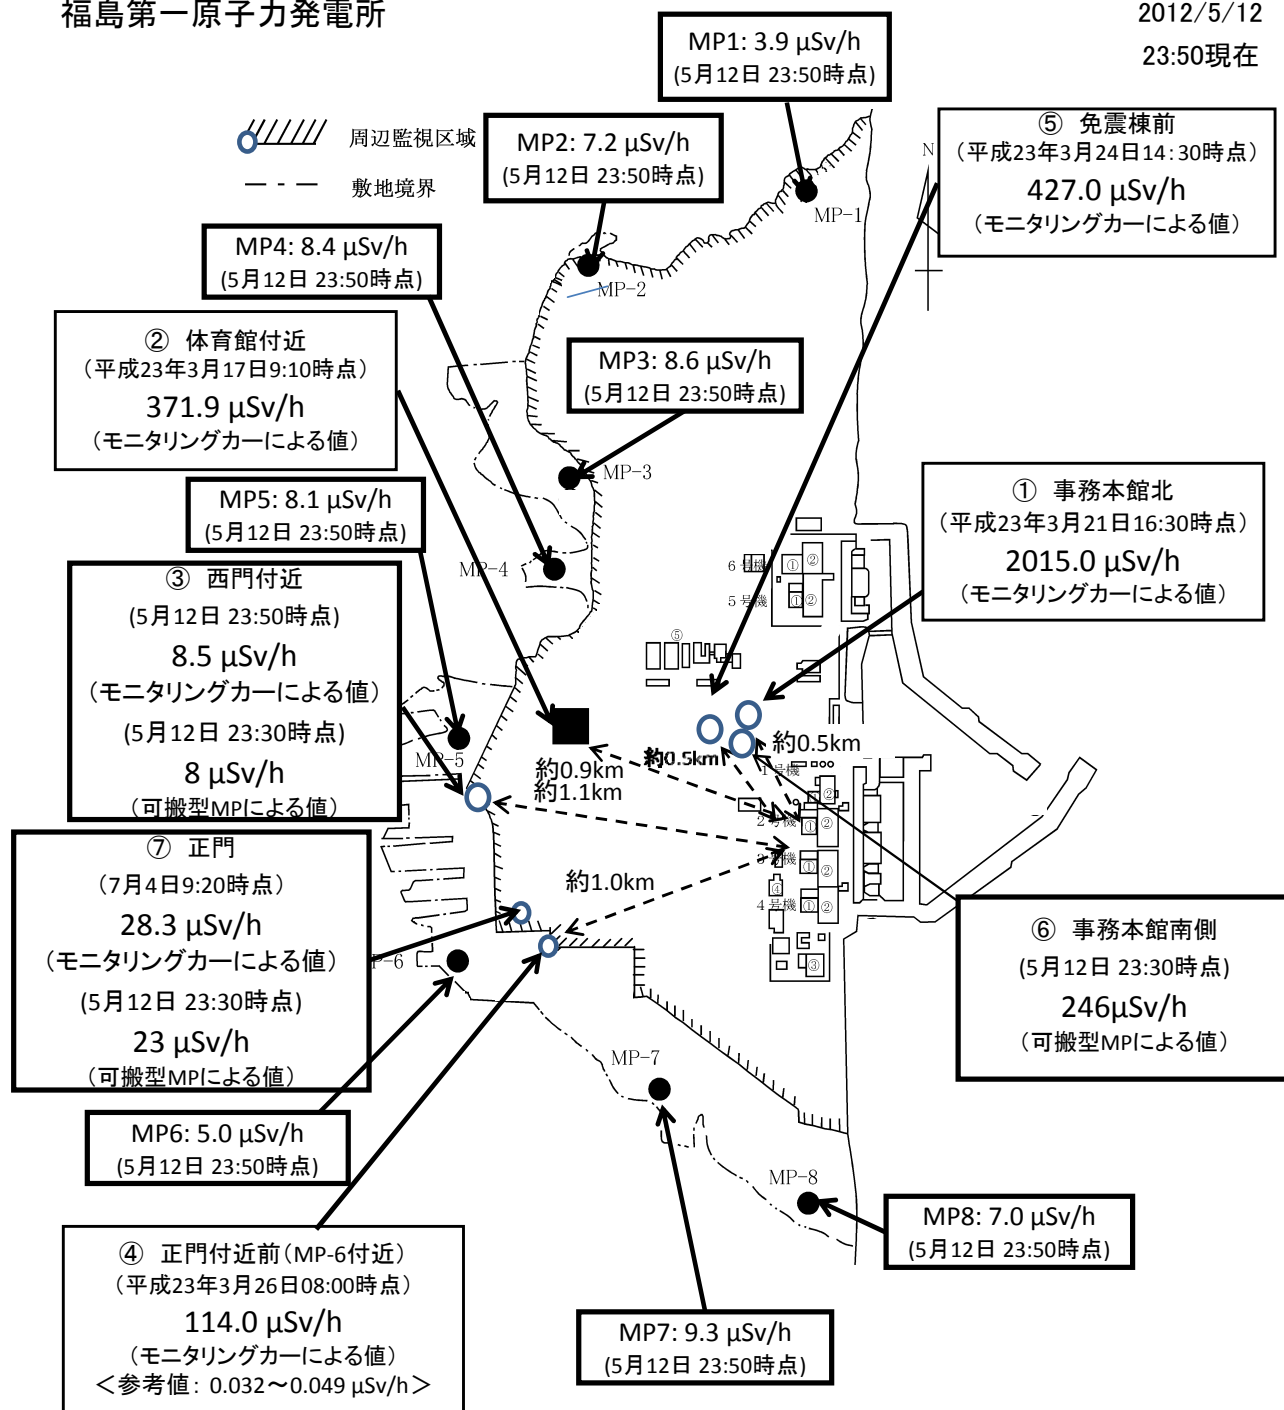 福島第一原子力発電所
2012/5/12
23:50現在
MP1: 3.9 µSv/h
(5月12日 23:50時点)
周辺監視区域
敷地境界
MP2: 7.2 µSv/h
(5月12日 23:50時点)
⑤ 免震棟前
(平成23年3月24日14:30時点)
427.0 µSv/h
(モニタリングカーによる値)
N
MP-1
MP4: 8.4 µSv/h
(5月12日 23:50時点)
MP-2
② 体育館付近
(平成23年3月17日9:10時点)
371.9 µSv/h
(モニタリングカーによる値)
MP3: 8.6 µSv/h
(5月12日 23:50時点)
MP-3
MP5: 8.1 µSv/h
(5月12日 23:50時点)
① 事務本館北
(平成23年3月21日16:30時点)
2015.0 µSv/h
(モニタリングカーによる値)
MP-4
6号機
① ②
5号機
① ②
③ 西門付近
(5月12日 23:50時点)
8.5 µSv/h
(モニタリングカーによる値)
(5月12日 23:30時点)
8 µSv/h
(可搬型MPによる値)
⑤
MP-5
約0.9km
約1.1km
約0.5km
約0.5km
1号機
① ②
2号機
① ②
3号機
① ②
④
4号機
① ②
③
約1.0km
⑦ 正門
(7月4日9:20時点)
28.3 µSv/h
(モニタリングカーによる値)
(5月12日 23:30時点)
23 µSv/h
(可搬型MPによる値)
P-6
⑥ 事務本館南側
(5月12日 23:30時点)
246µSv/h
(可搬型MPによる値)
MP-7
MP6: 5.0 µSv/h
(5月12日 23:50時点)
MP-8
MP8: 7.0 µSv/h
(5月12日 23:50時点)
④ 正門付近前(MP-6付近)
(平成23年3月26日08:00時点)
114.0 µSv/h
(モニタリングカーによる値)
<参考値: 0.032～0.049 µSv/h>
MP7: 9.3 µSv/h
(5月12日 23:50時点)